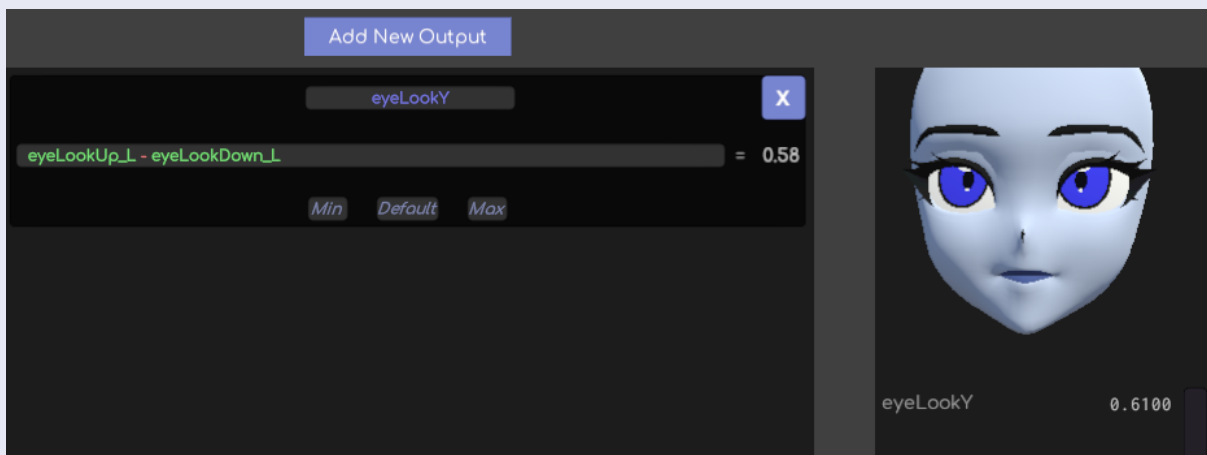 Add New Output
eyeLookY
X
eyeLookUp_L - eyeLookDown_L = 0.58
Min Default Max
eyeLookY 0.6100